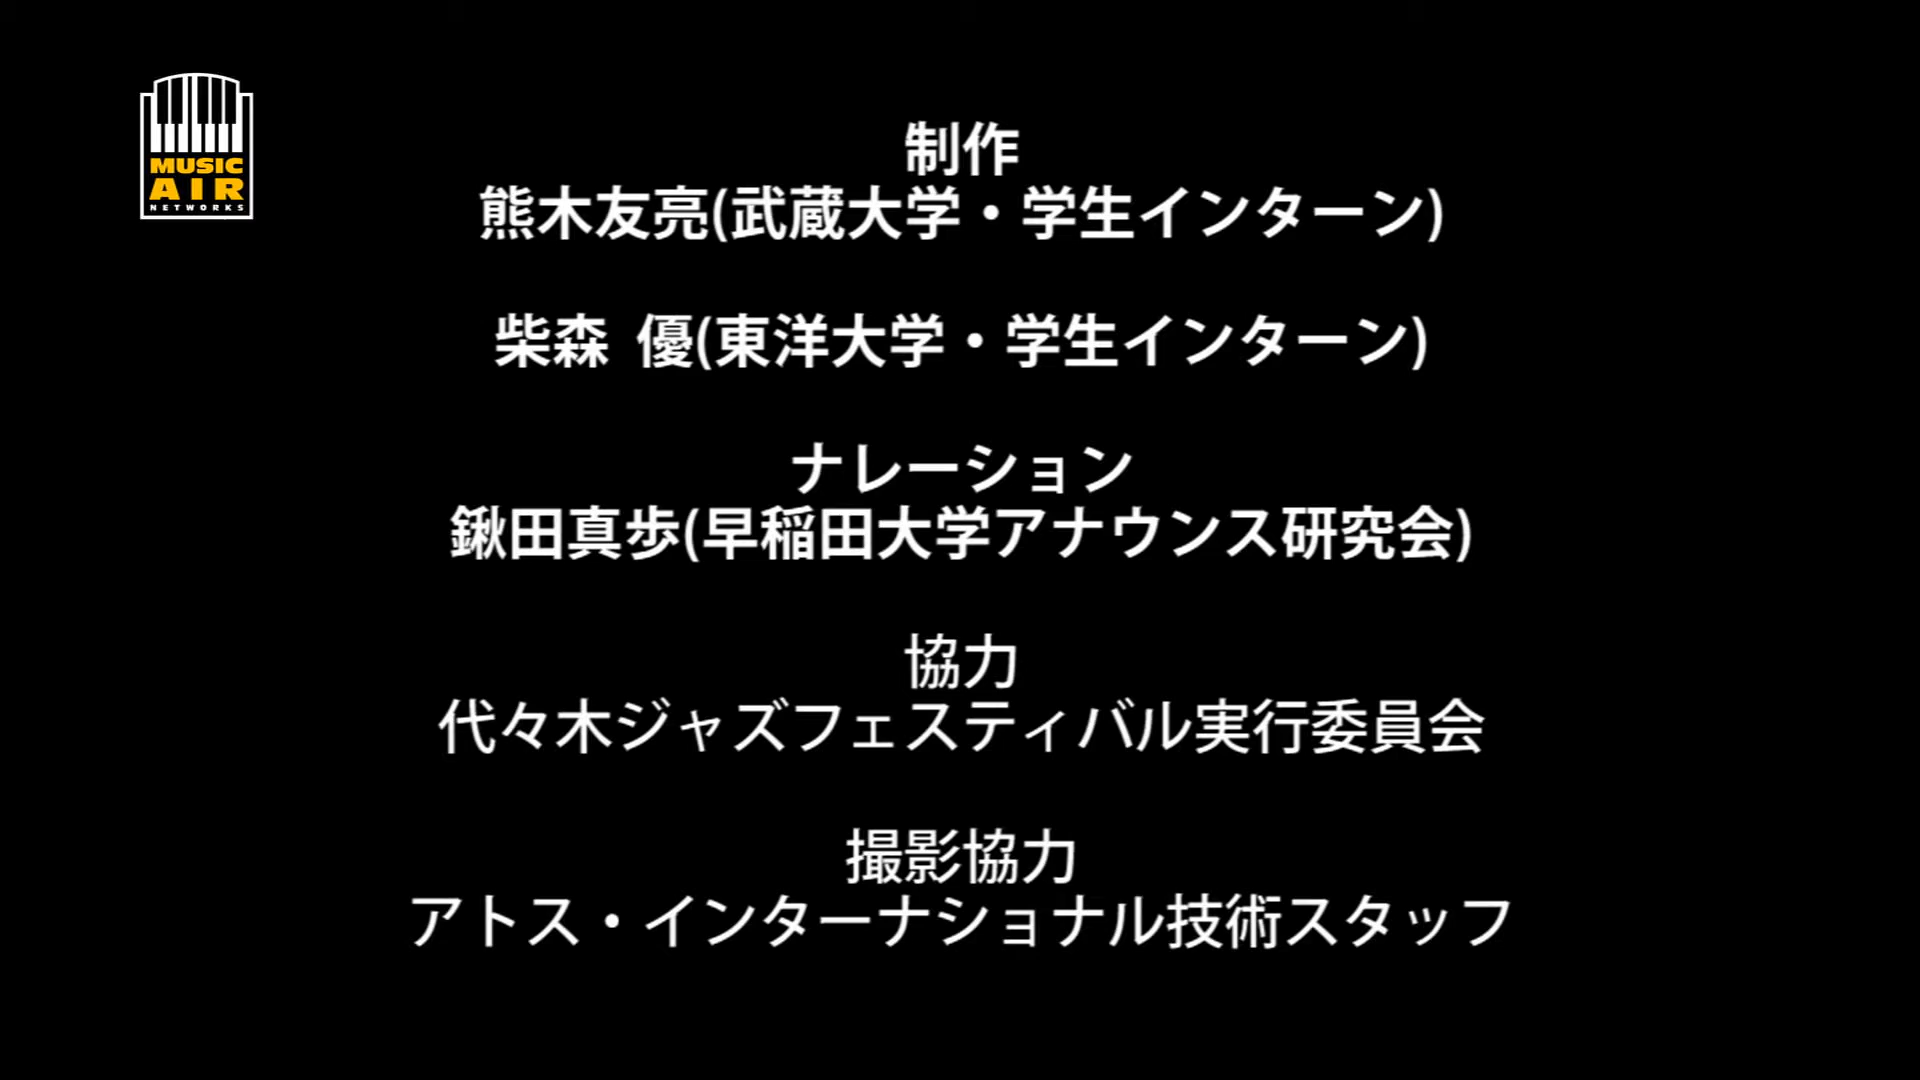 MUSIC
AIR
NETWORKS
制作
熊木友亮(武蔵大学・学生インターン)
柴森 優(東洋大学・学生インターン)
ナレーション
鍬田真歩(早稲田大学アナウンス研究会)
協力
代々木ジャズフェスティバル実行委員会
撮影協力
アトス・インターナショナル技術スタッフ